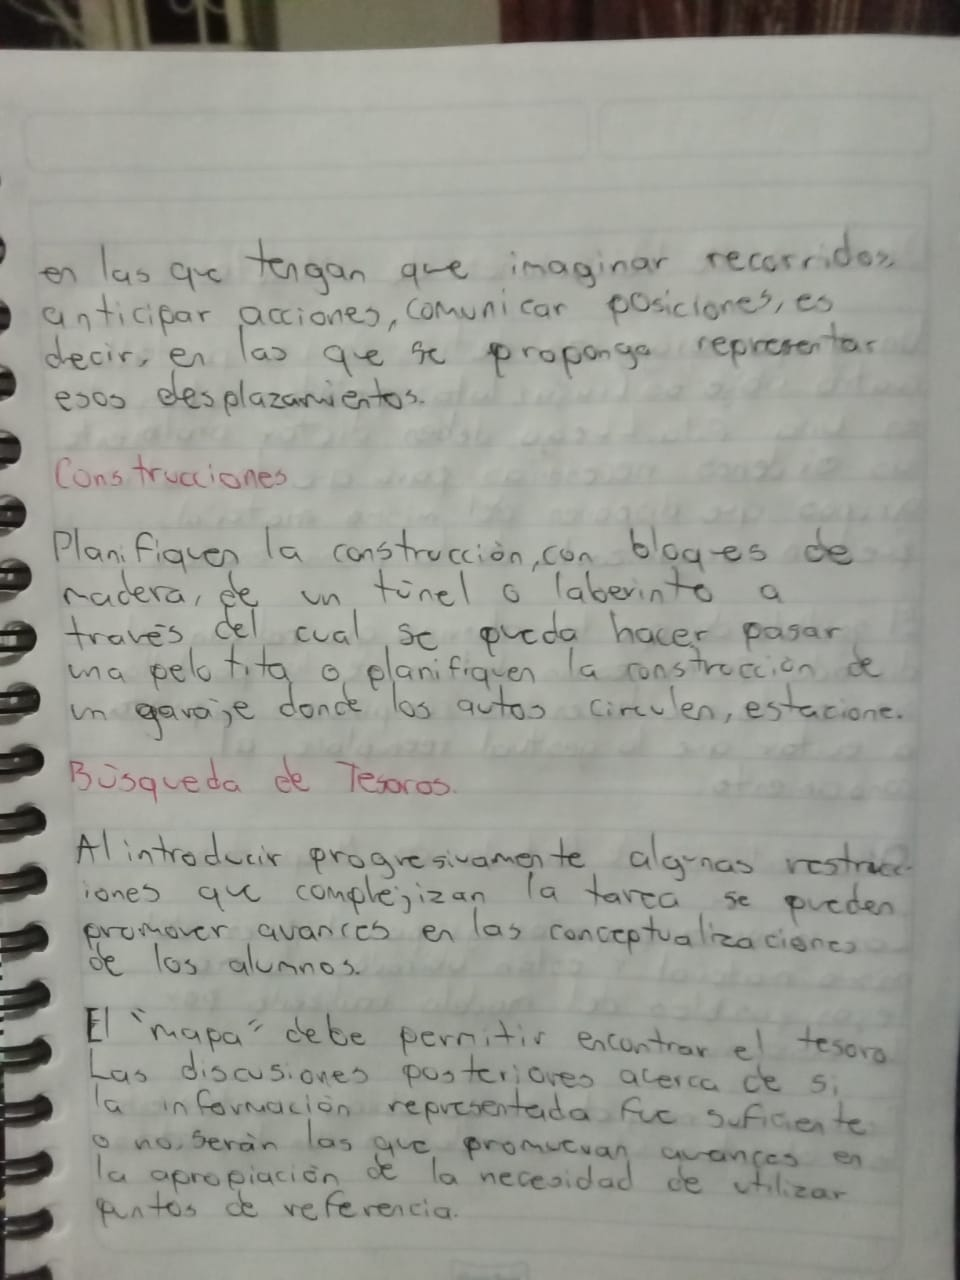 en las que tengan que imaginar recorridos,
anticipar acciones, comunicar posiciones, es
decir, en las que se proponga representar
esos desplazamientos.
Construcciones
Planifiquen la construcción, con bloques de
madera, de un túnel o laberinto a
través del cual se pueda hacer pasar
una pelotita o planifiquen la construcción de
un garaje donde los autos circulen, estacione.
Búsqueda de Tesoros.
Al introducir progresivamente algunas restricc-
iones que complejizan la tarea se pueden
promover avances en las conceptualizaciones
de los alumnos.
El "mapa" debe permitir encontrar el tesoro
Las discusiones posteriores acerca de si
la información representada fue suficiente
o no, serán las que promuevan avances en
la apropiación de la necesidad de utilizar
puntos de referencia.